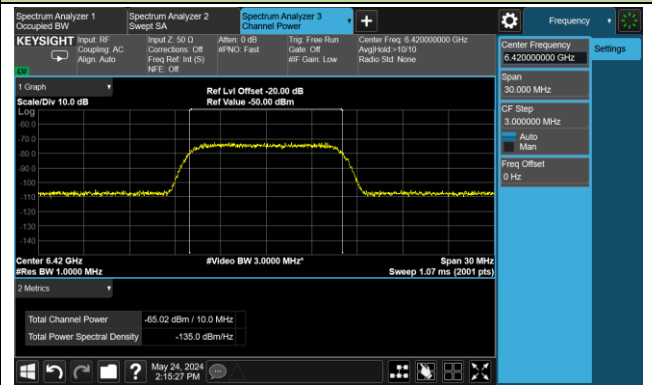 Spectrum Analyzer 1
Occupied BW
Spectrum Analyzer 2
Swept SA
Spectrum Analyzer 3
Channel Power
Frequency
KEYSIGHT
Input: RF
Coupling: AC
Align: Auto
Input Z: 50 Ω
Corrections: Off
Freq Ref: Int (S)
NFE: Off
Atten: 0 dB
#PNO: Fast
Trig: Free Run
Gate: Off
#IF Gain: Low
Center Freq: 6.420000000 GHz
Avg|Hold:>10/10
Radio Std: None
Center Frequency
6.420000000 GHz
Settings
Span
30.000 MHz
CF Step
3.000000 MHz
Auto
Man
Freq Offset
0 Hz
1 Graph
Scale/Div 10.0 dB
Ref Lvl Offset -20.00 dB
Ref Value -50.00 dBm
Log
-60.0
-70.0
-80.0
-90.0
-100
-110
-120
-130
-140
Center 6.42 GHz
#Res BW 1.0000 MHz
#Video BW 3.0000 MHz*
Span 30 MHz
Sweep 1.07 ms (2001 pts)
2 Metrics
Total Channel Power -65.02 dBm / 10.0 MHz
Total Power Spectral Density -135.0 dBm/Hz
?
May 24, 2024
2:15:27 PM